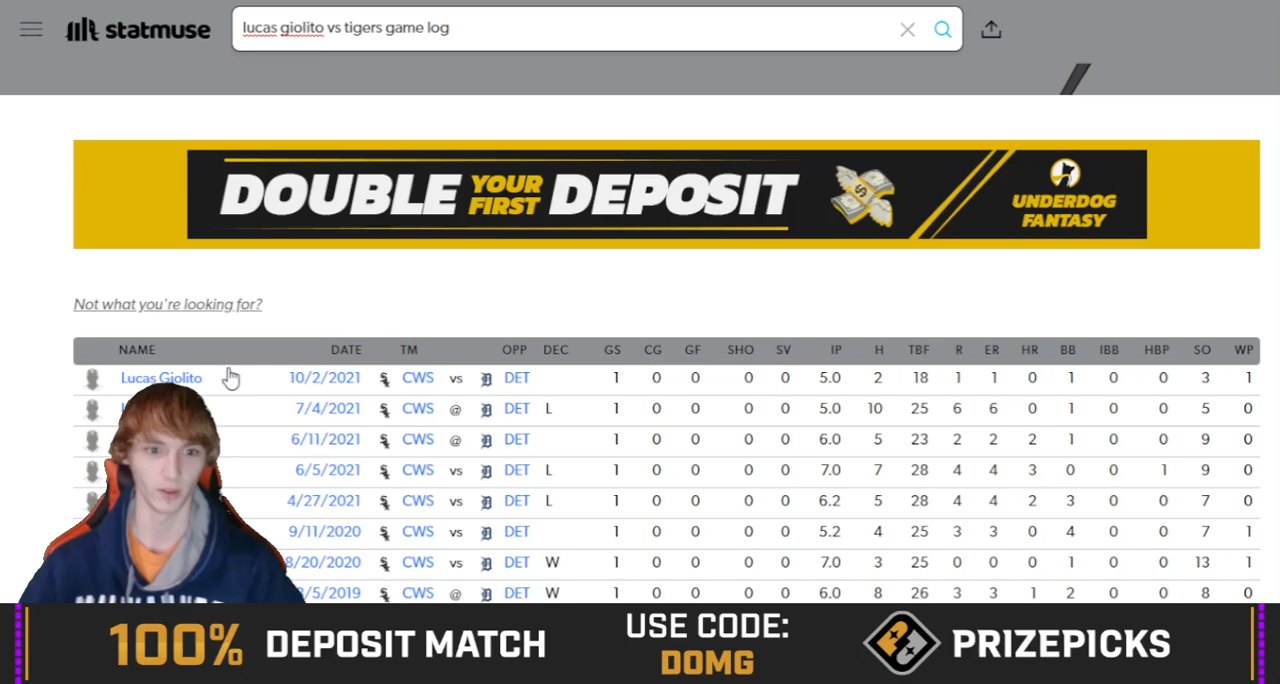 statmuse lucas giolito vs tigers game log
DOUBLE YOUR FIRST DEPOSIT UNDERDOG FANTASY
Not what you're looking for?
NAME DATE TM OPP DEC GS CG GF SHO SV IP H TBF R ER HR BB IBB HBP SO WP
Lucas Giolito 10/2/2021 CWS vs DET 1 0 0 0 0 5.0 2 18 1 1 0 1 0 0 3 1
7/4/2021 CWS @ DET L 1 0 0 0 0 5.0 10 25 6 6 0 1 0 0 5 0
6/11/2021 CWS @ DET 1 0 0 0 0 6.0 5 23 2 2 2 1 0 0 9 0
6/5/2021 CWS vs DET L 1 0 0 0 0 7.0 7 28 4 4 3 0 0 1 9 0
4/27/2021 CWS vs DET L 1 0 0 0 0 6.2 5 28 4 4 2 3 0 0 7 0
9/11/2020 CWS vs DET 1 0 0 0 0 5.2 4 25 3 3 0 4 0 0 7 1
8/20/2020 CWS vs DET W 1 0 0 0 0 7.0 3 25 0 0 0 1 0 0 13 1
/5/2019 CWS @ DET W 1 0 0 0 0 6.0 8 26 3 3 1 2 0 0 8 0
100% DEPOSIT MATCH USE CODE: DOMG PRIZEPICKS